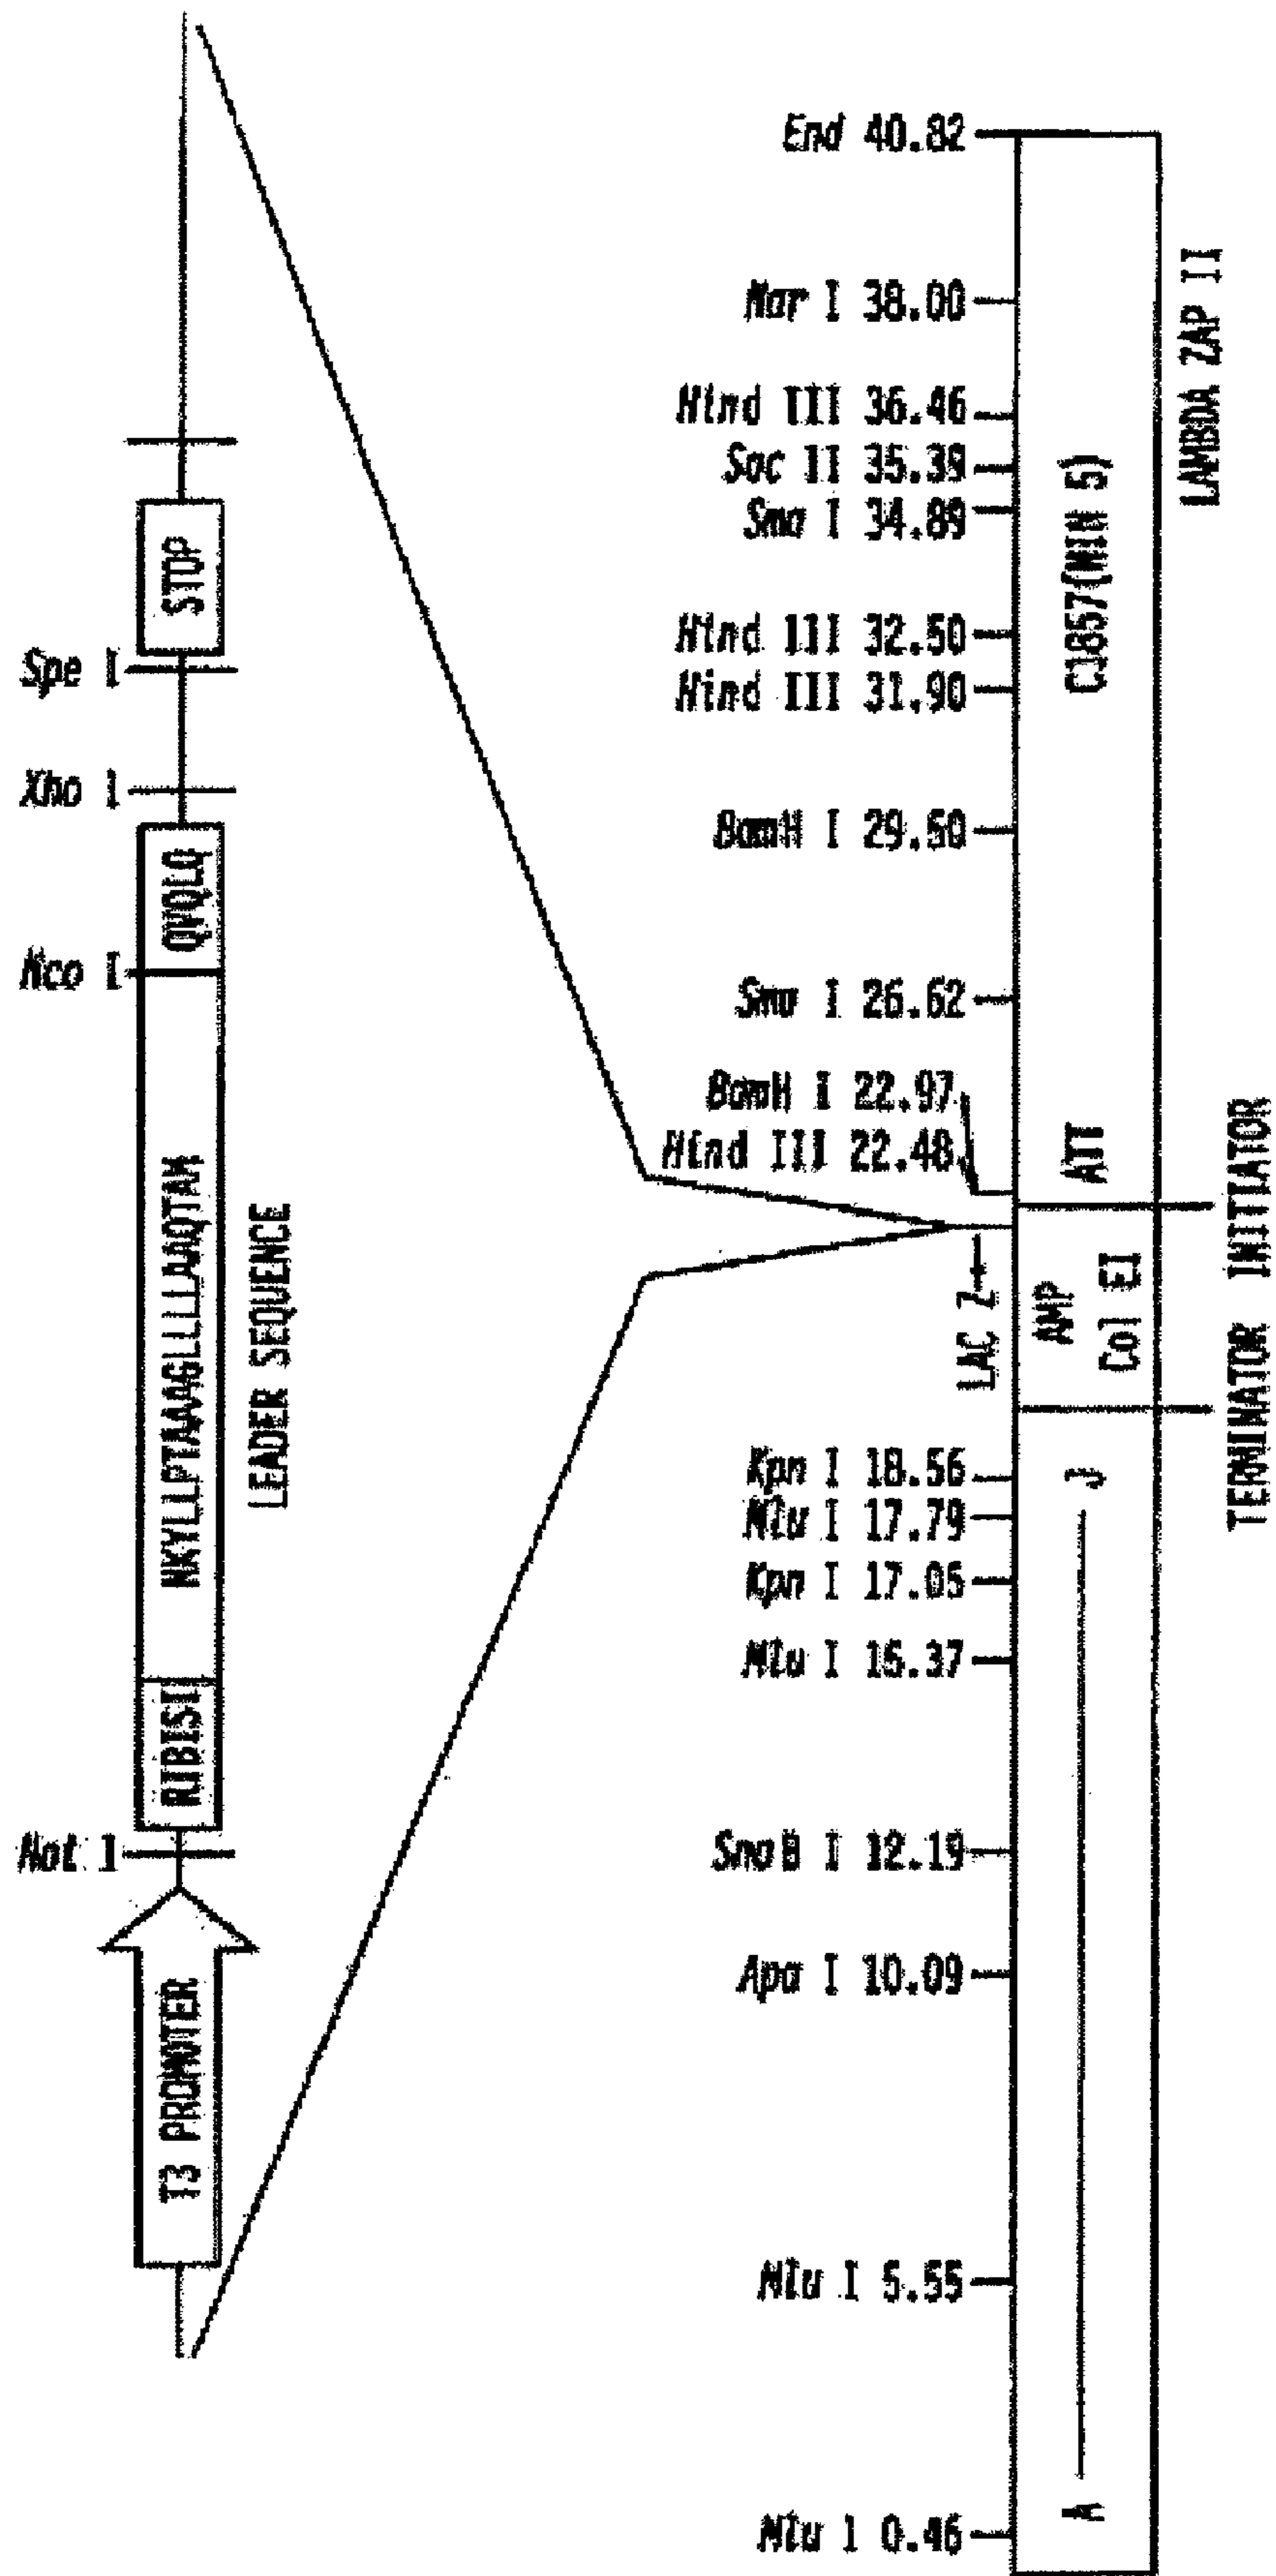 Spe I
Xho I
Nco I
Not I
STOP
QVQLQ
NKYLLPTAAAGLLLLAAQTAM
RIBISI
T3 PROMOTER
LEADER SEQUENCE
End 40.82
Nar I 38.00
Hind III 36.46
Sac II 35.39
Sma I 34.89
Hind III 32.50
Hind III 31.90
BamH I 29.50
Sma I 26.62
BamH I 22.97
Hind III 22.48
LAC Z
Kpn I 18.56
Mlu I 17.79
Kpn I 17.05
Mlu I 15.37
SnaB I 12.19
Apa I 10.09
Mlu I 5.55
Mlu I 0.46
C1857(MIN 5)
ATT
AMP
Col EI
J
A
LAMBDA ZAP II
TERMINATOR INITIATOR